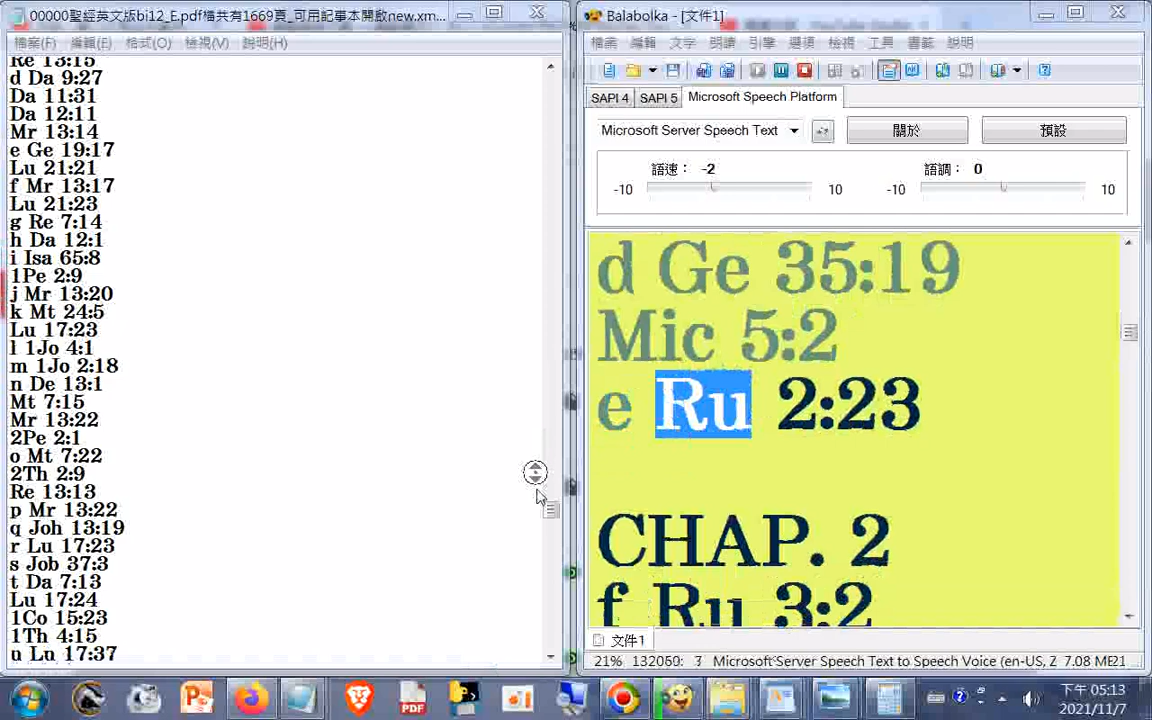 00000聖經英文版bi12_E.pdf檔共有1669頁_可用記事本開啟new.xm...
檔案(F) 編輯(E) 格式(O) 檢視(V) 說明(H)
Re 13:15
d Da 9:27
Da 11:31
Da 12:11
Mr 13:14
e Ge 19:17
Lu 21:21
f Mr 13:17
Lu 21:23
g Re 7:14
h Da 12:1
i Isa 65:8
1Pe 2:9
j Mr 13:20
k Mt 24:5
Lu 17:23
l 1Jo 4:1
m 1Jo 2:18
n De 13:1
Mt 7:15
Mr 13:22
2Pe 2:1
o Mt 7:22
2Th 2:9
Re 13:13
p Mr 13:22
q Joh 13:19
r Lu 17:23
s Job 37:3
t Da 7:13
Lu 17:24
1Co 15:23
1Th 4:15
u Lu 17:37
Balabolka - [文件1]
檔案 編輯 文字 朗讀 引擎 選項 檢視 工具 書籤 說明
SAPI 4 SAPI 5 Microsoft Speech Platform
Microsoft Server Speech Text 關於 預設
語速： -2 語調： 0
-10 10 -10 10
d Ge 35:19
Mic 5:2
e Ru 2:23
CHAP. 2
f Ru 3:2
文件1
21% 132059: 3 Microsoft Server Speech Text to Speech Voice (en-US, Z 7.08 ME21
PDF
下午 05:13
2021/11/7